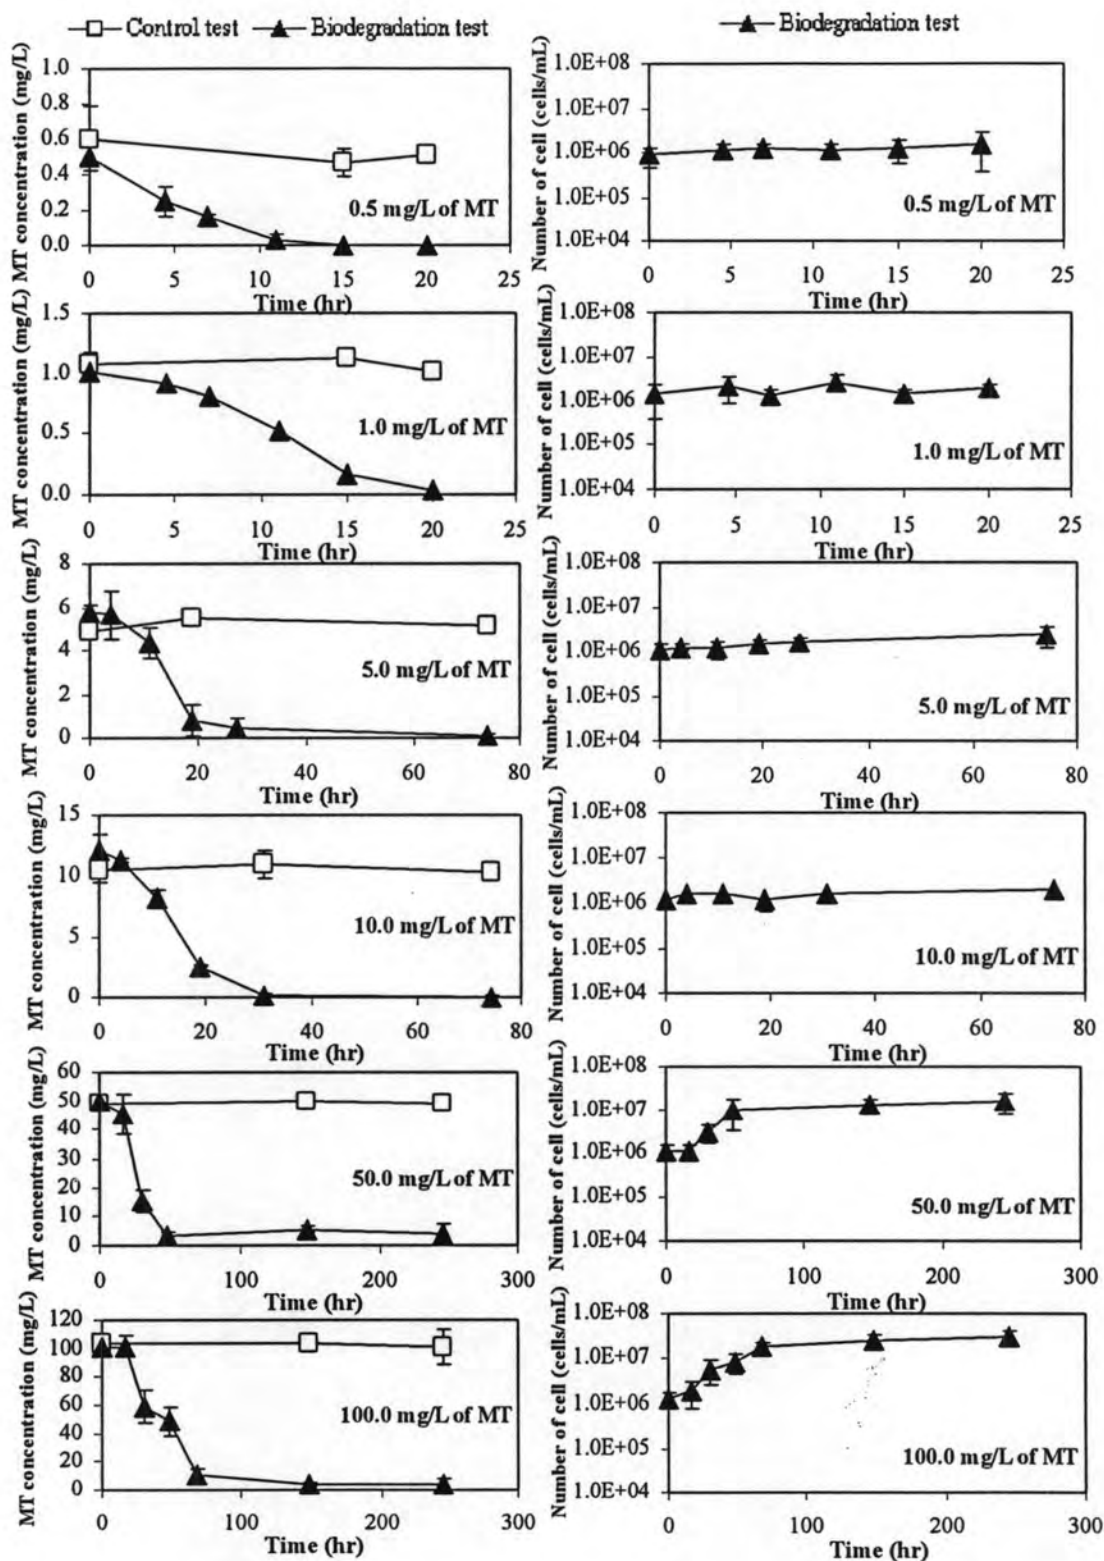 Control test Biodegradation test
Biodegradation test
MT concentration (mg/L)
1.0
0.8
0.6
0.4
0.2
0.0
0.5 mg/L of MT
0 5 10 15 20 25
Time (hr)
Number of cell (cells/mL)
1.0E+08
1.0E+07
1.0E+06
1.0E+05
1.0E+04
0.5 mg/L of MT
0 5 10 15 20 25
Time (hr)
MT concentration (mg/L)
1.5
1.0
0.5
0.0
1.0 mg/L of MT
0 5 10 15 20 25
Time (hr)
Number of cell (cells/mL)
1.0E+08
1.0E+07
1.0E+06
1.0E+05
1.0E+04
1.0 mg/L of MT
0 5 10 15 20 25
Time (hr)
MT concentration (mg/L)
8
6
4
2
0
5.0 mg/L of MT
0 20 40 60 80
Time (hr)
Number of cell (cells/mL)
1.0E+08
1.0E+07
1.0E+06
1.0E+05
1.0E+04
5.0 mg/L of MT
0 20 40 60 80
Time (hr)
MT concentration (mg/L)
15
10
5
0
10.0 mg/L of MT
0 20 40 60 80
Time (hr)
Number of cell (cells/mL)
1.0E+08
1.0E+07
1.0E+06
1.0E+05
1.0E+04
10.0 mg/L of MT
0 20 40 60 80
Time (hr)
MT concentration (mg/L)
60
50
40
30
20
10
0
50.0 mg/L of MT
0 100 200 300
Time (hr)
Number of cell (cells/mL)
1.0E+08
1.0E+07
1.0E+06
1.0E+05
1.0E+04
50.0 mg/L of MT
0 100 200 300
Time (hr)
MT concentration (mg/L)
120
100
80
60
40
20
0
100.0 mg/L of MT
0 100 200 300
Time (hr)
Number of cell (cells/mL)
1.0E+08
1.0E+07
1.0E+06
1.0E+05
1.0E+04
100.0 mg/L of MT
0 100 200 300
Time (hr)